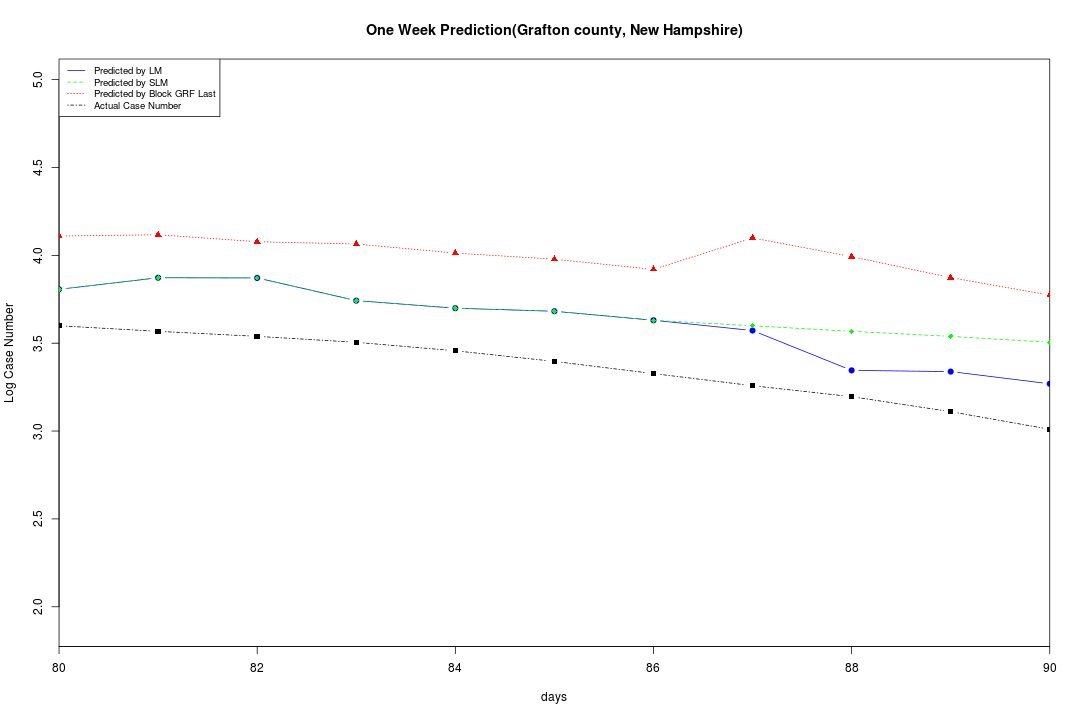 One Week Prediction(Grafton county, New Hampshire)
Predicted by LM
Predicted by SLM
Predicted by Block GRF Last
Actual Case Number
5.0
4.5
4.0
3.5
3.0
2.5
2.0
Log Case Number
80 82 84 86 88 90
days